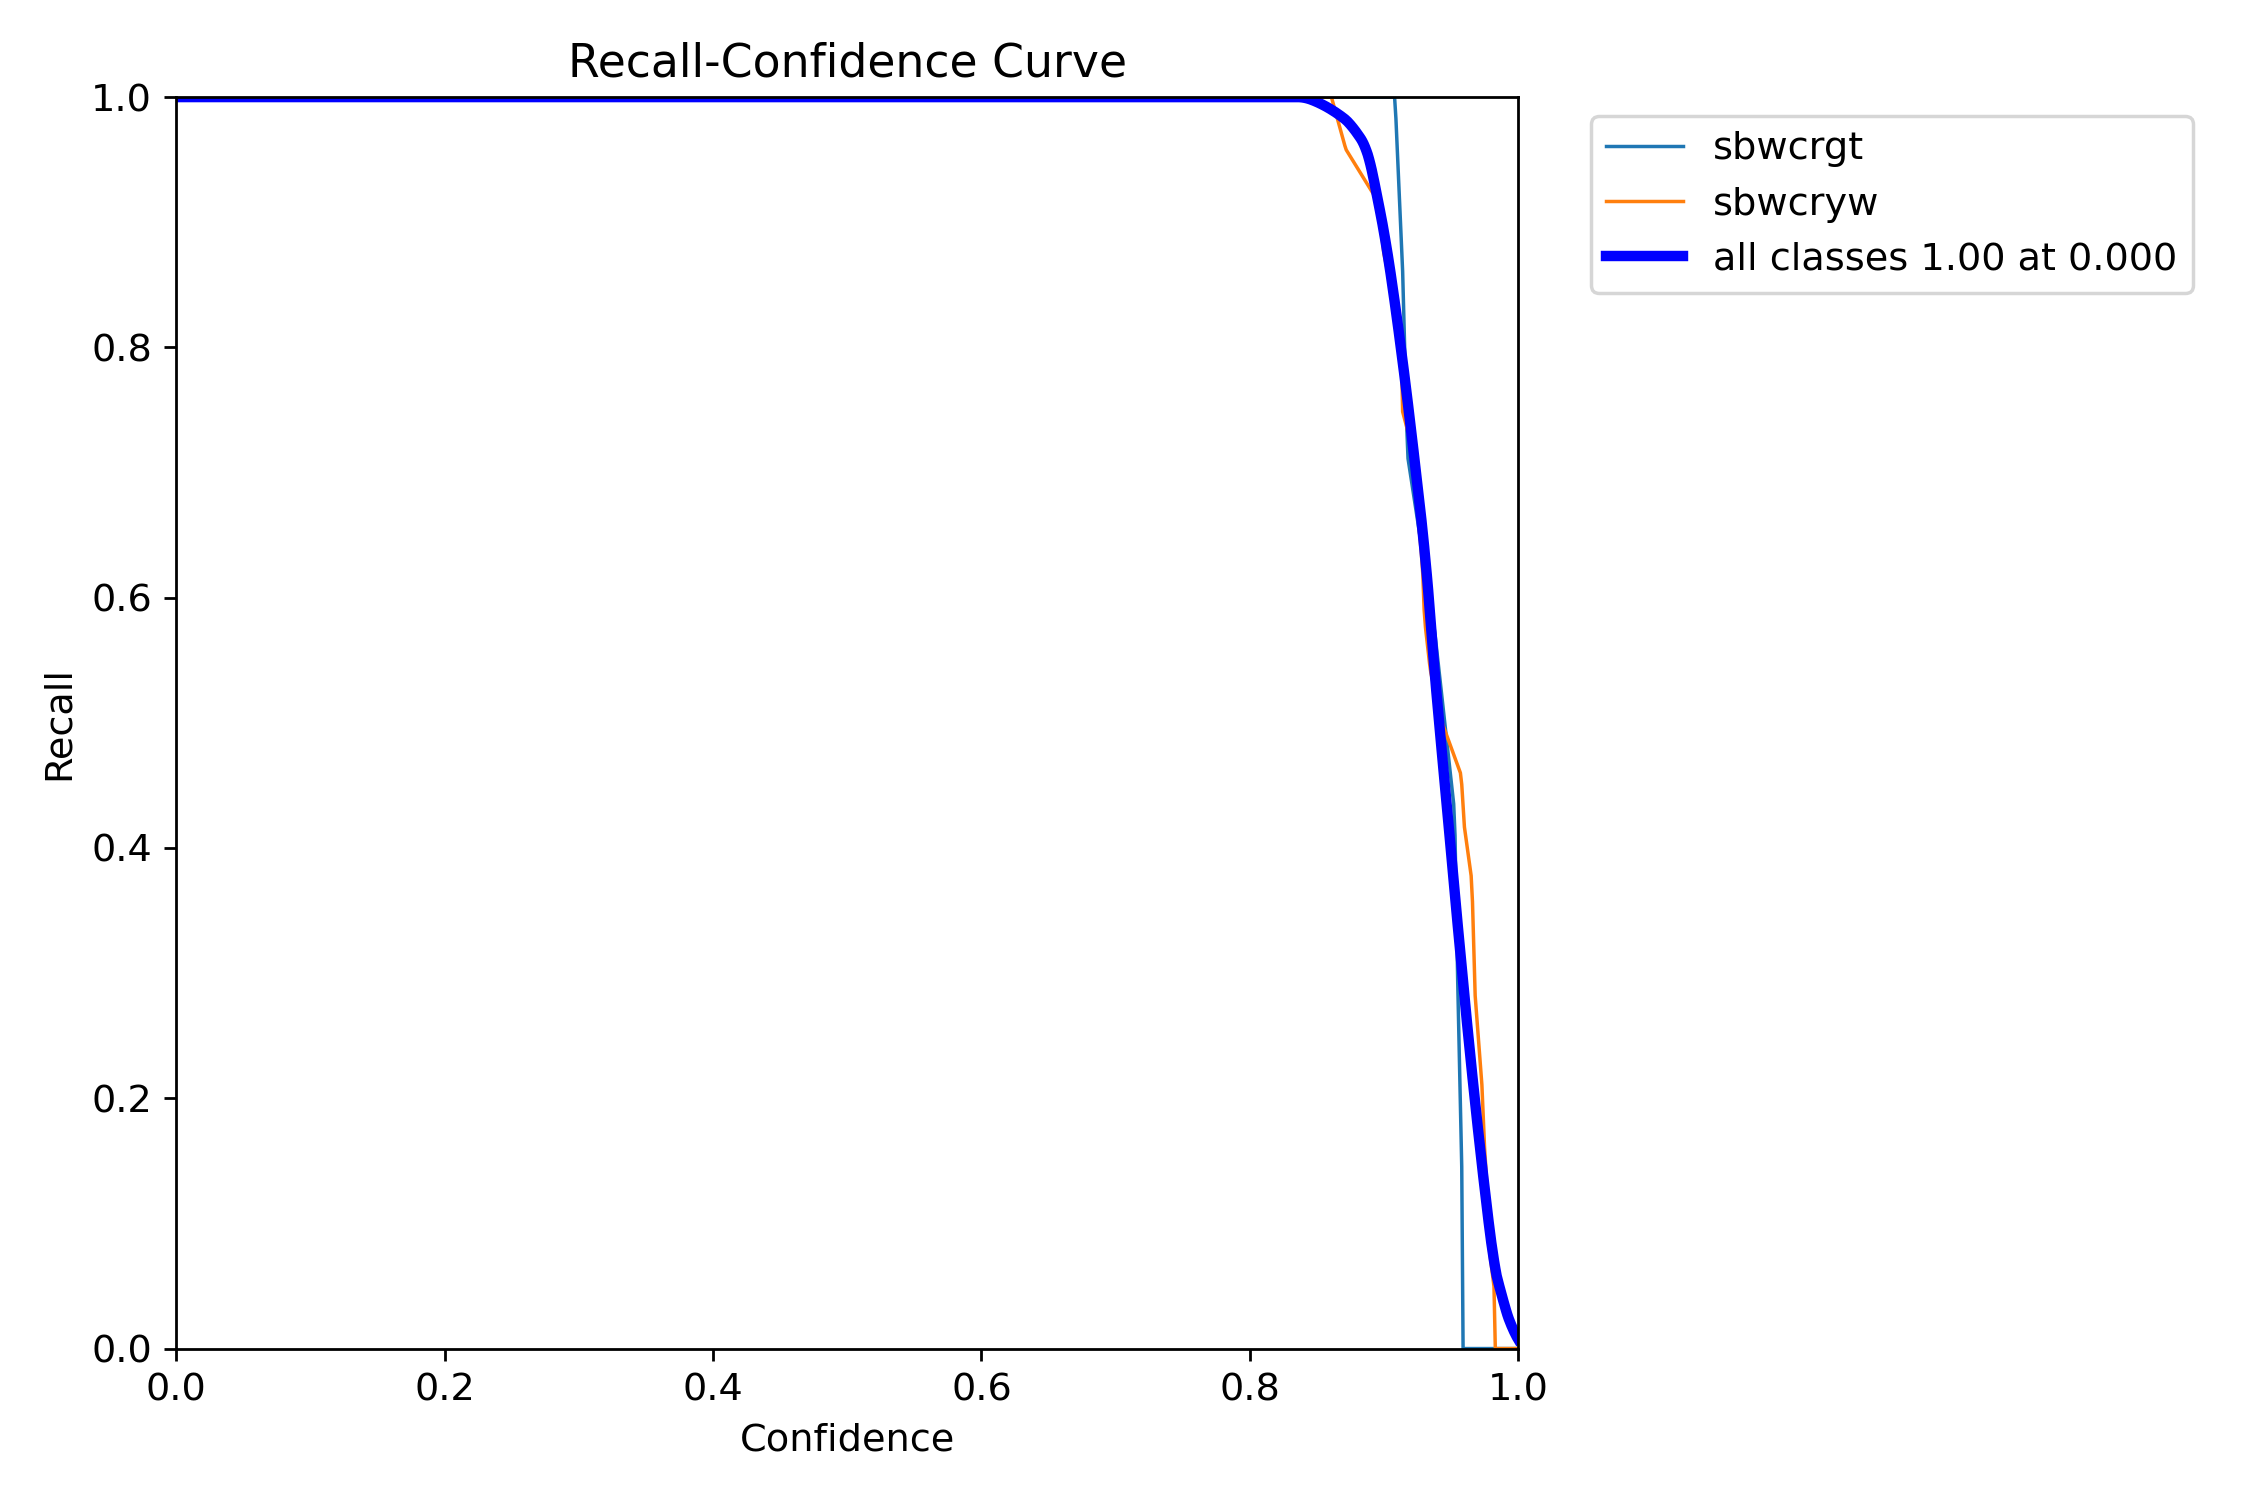 Recall-Confidence Curve
1.0
0.8
0.6
0.4
0.2
0.0
0.0 0.2 0.4 0.6 0.8 1.0
Recall
Confidence
sbwcrgt
sbwcryw
all classes 1.00 at 0.000